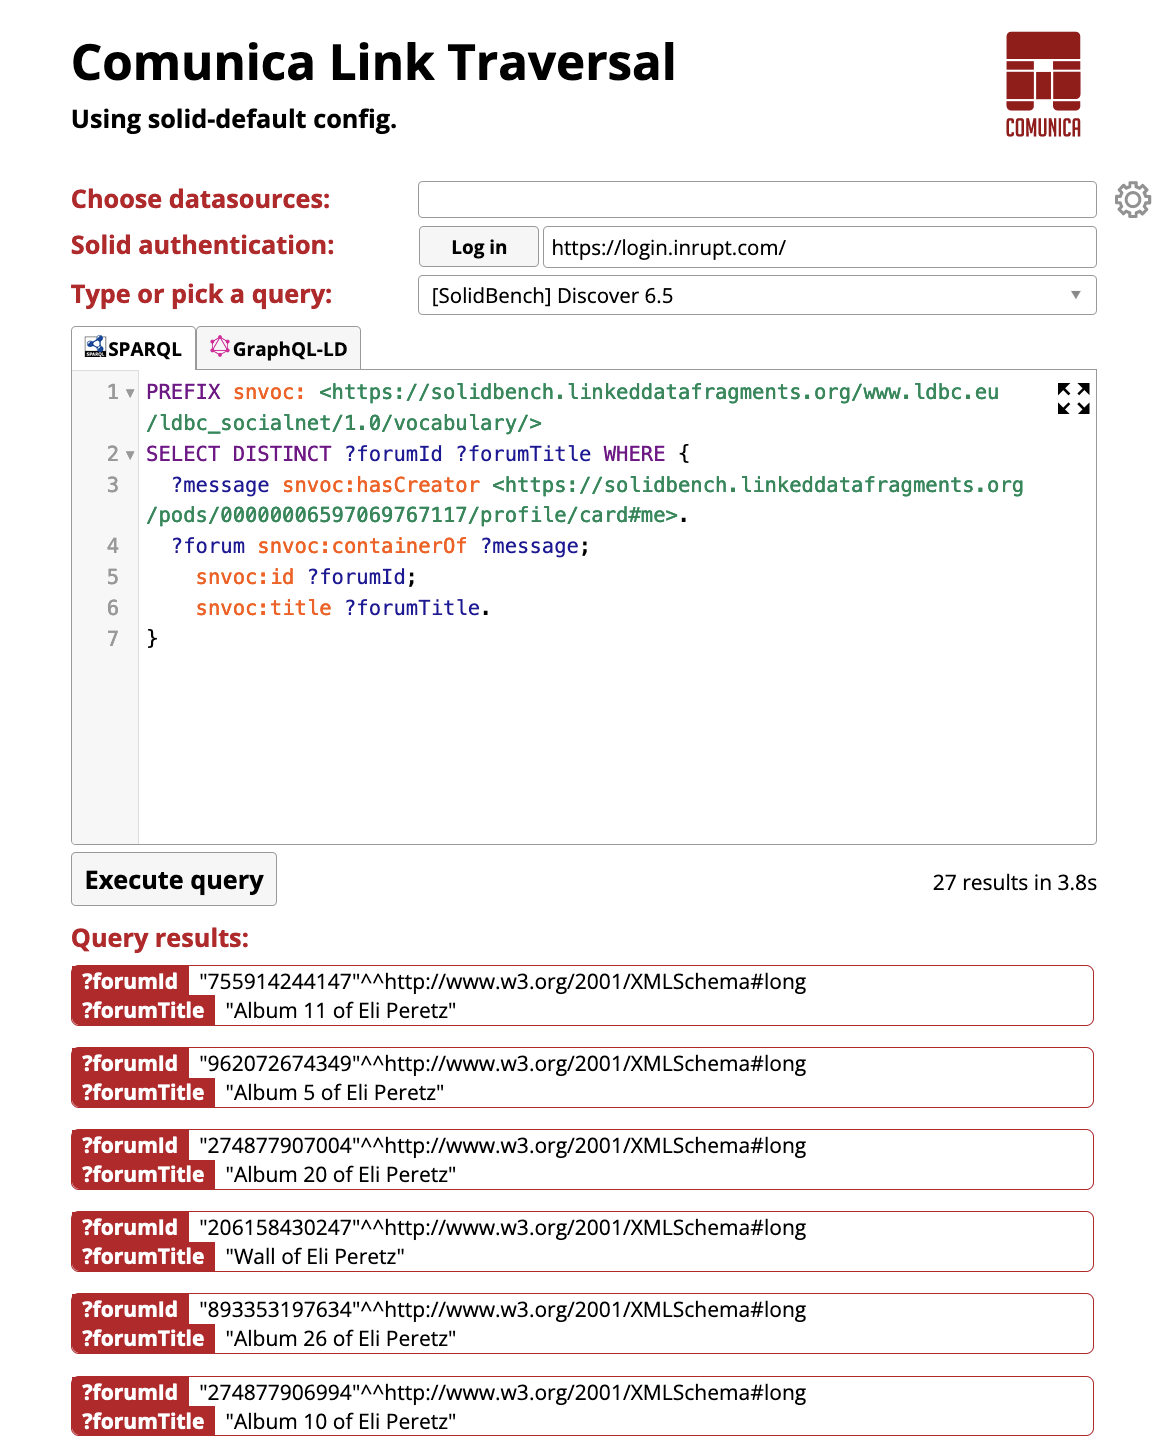 Comunica Link Traversal
Using solid-default config.
COMUNICA
Choose datasources:
Solid authentication:
Log in
https://login.inrupt.com/
Type or pick a query:
[SolidBench] Discover 6.5
SPARQL
SPARQL
GraphQL-LD
1 PREFIX snvoc: <https://solidbench.linkeddatafragments.org/www.ldbc.eu
/ldbc_socialnet/1.0/vocabulary/>
2 SELECT DISTINCT ?forumId ?forumTitle WHERE {
3 ?message snvoc:hasCreator <https://solidbench.linkeddatafragments.org
/pods/00000006597069767117/profile/card#me>.
4 ?forum snvoc:containerOf ?message;
5 snvoc:id ?forumId;
6 snvoc:title ?forumTitle.
7 }
Execute query
27 results in 3.8s
Query results:
?forumId "755914244147"^^http://www.w3.org/2001/XMLSchema#long
?forumTitle "Album 11 of Eli Peretz"
?forumId "962072674349"^^http://www.w3.org/2001/XMLSchema#long
?forumTitle "Album 5 of Eli Peretz"
?forumId "274877907004"^^http://www.w3.org/2001/XMLSchema#long
?forumTitle "Album 20 of Eli Peretz"
?forumId "206158430247"^^http://www.w3.org/2001/XMLSchema#long
?forumTitle "Wall of Eli Peretz"
?forumId "893353197634"^^http://www.w3.org/2001/XMLSchema#long
?forumTitle "Album 26 of Eli Peretz"
?forumId "274877906994"^^http://www.w3.org/2001/XMLSchema#long
?forumTitle "Album 10 of Eli Peretz"